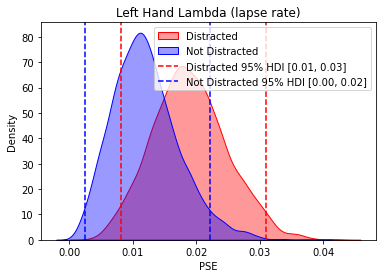 Left Hand Lambda (lapse rate)
Distracted
Not Distracted
Distracted 95% HDI [0.01, 0.03]
Not Distracted 95% HDI [0.00, 0.02]
Density
80
70
60
50
40
30
20
10
0
0.00 0.01 0.02 0.03 0.04
PSE